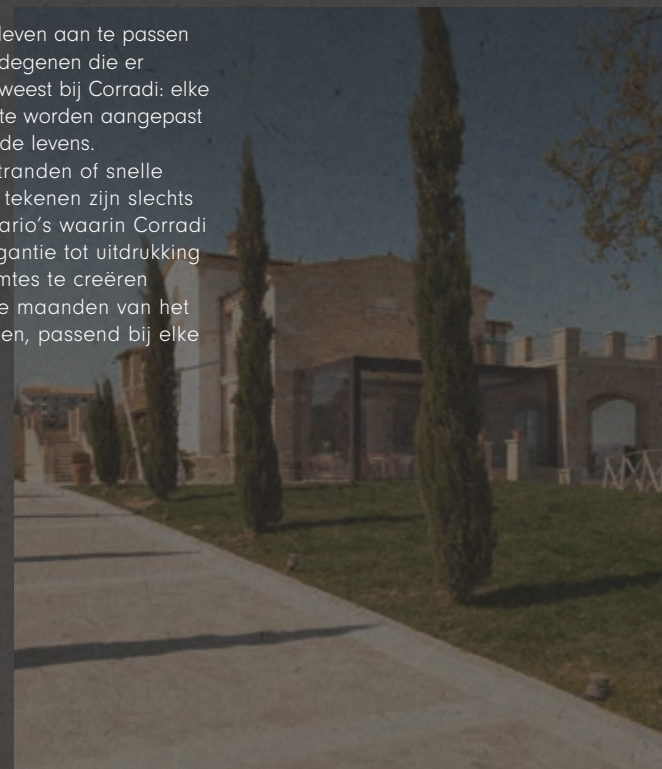 leven aan te passen
degenen die er
weest bij Corradi: elke
te worden aangepast
de levens.
tranden of snelle
tekenen zijn slechts
ario's waarin Corradi
gantie tot uitdrukking
mtes te creëren
e maanden van het
en, passend bij elke